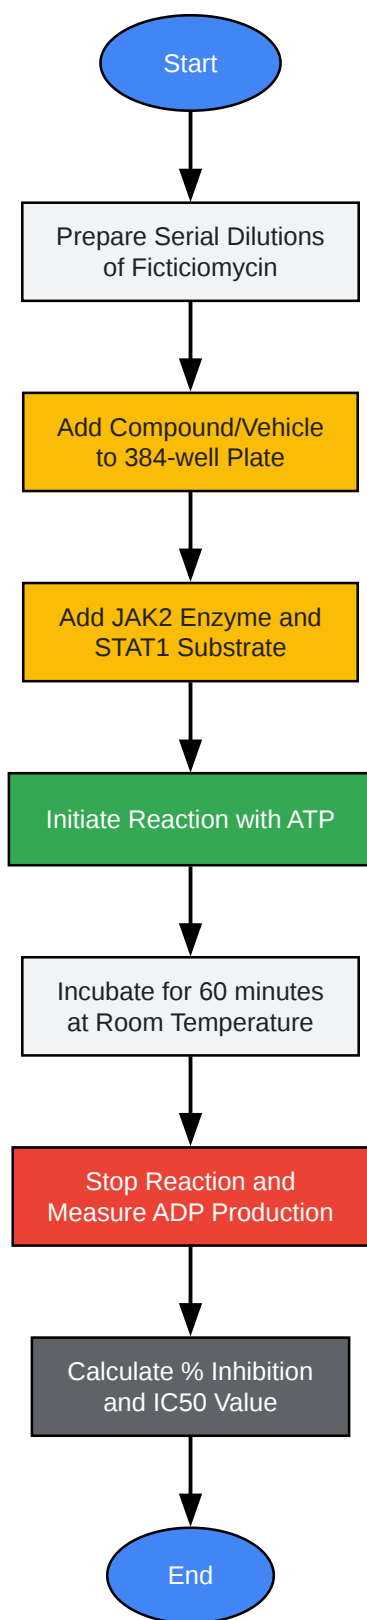 Start
Prepare Serial Dilutions
of Ficticiomycin
Add Compound/Vehicle
to 384-well Plate
Add JAK2 Enzyme and
STAT1 Substrate
Initiate Reaction with ATP
Incubate for 60 minutes
at Room Temperature
Stop Reaction and
Measure ADP Production
Calculate % Inhibition
and IC50 Value
End